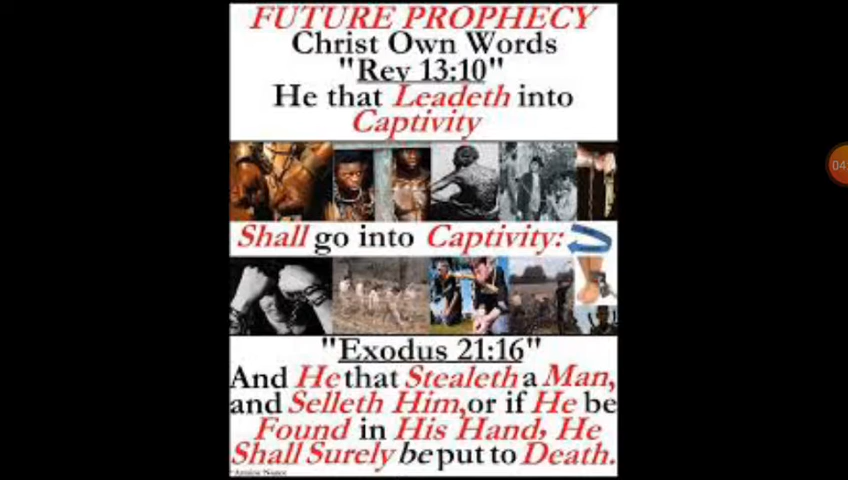 FUTURE PROPHECY
Christ Own Words
"Rev 13:10"
He that Leadeth into
Captivity
Shall go into Captivity:
"Exodus 21:16"
And He that Stealeth a Man,
and Selleth Him, or if He be
Found in His Hand, He
Shall Surely be put to Death.